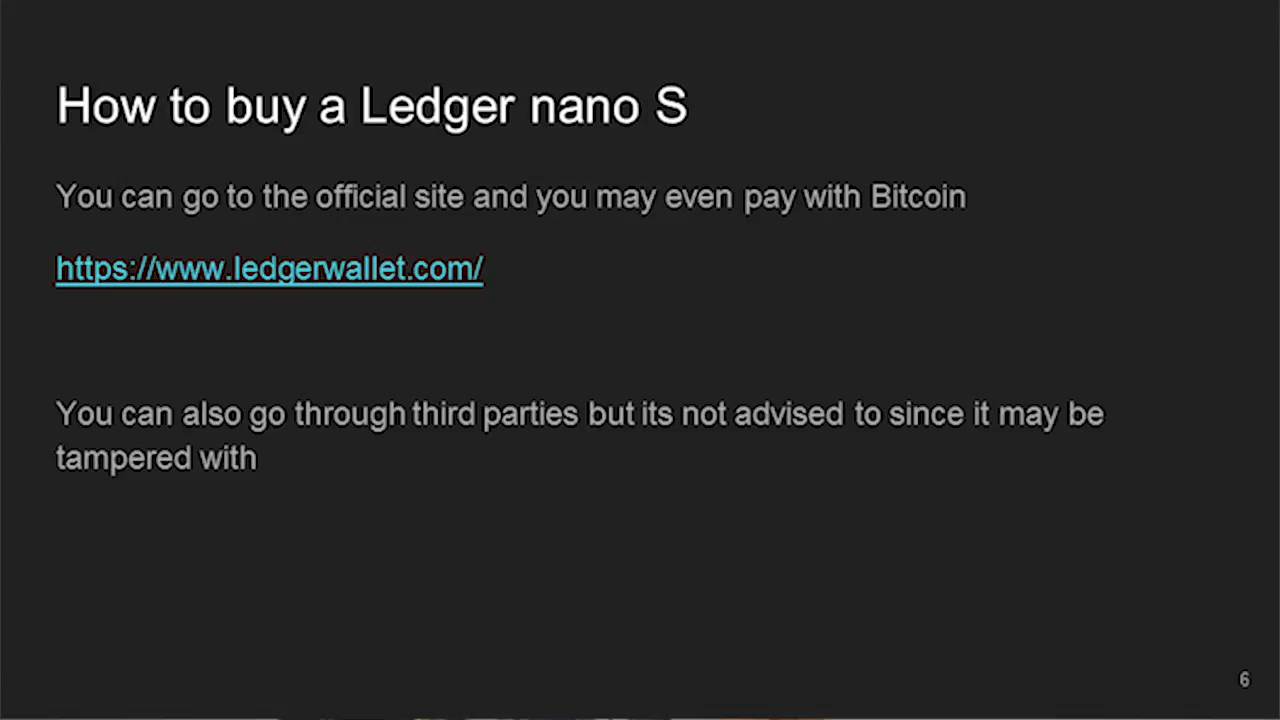 How to buy a Ledger nano S
You can go to the official site and you may even pay with Bitcoin
https://www.ledgerwallet.com/
You can also go through third parties but its not advised to since it may be
tampered with
6